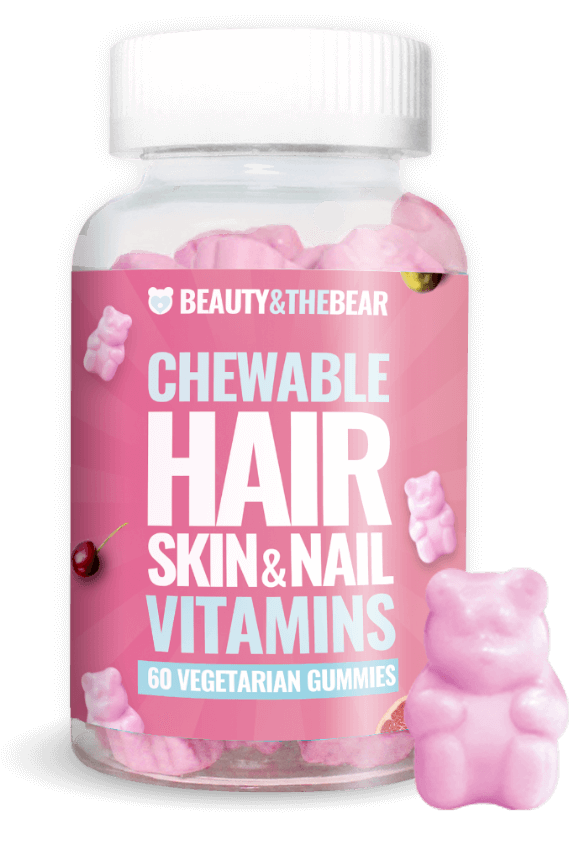 BEAUTY&THEBEAR
CHEWABLE
HAIR
SKIN&NAIL
VITAMINS
60 VEGETARIAN GUMMIES